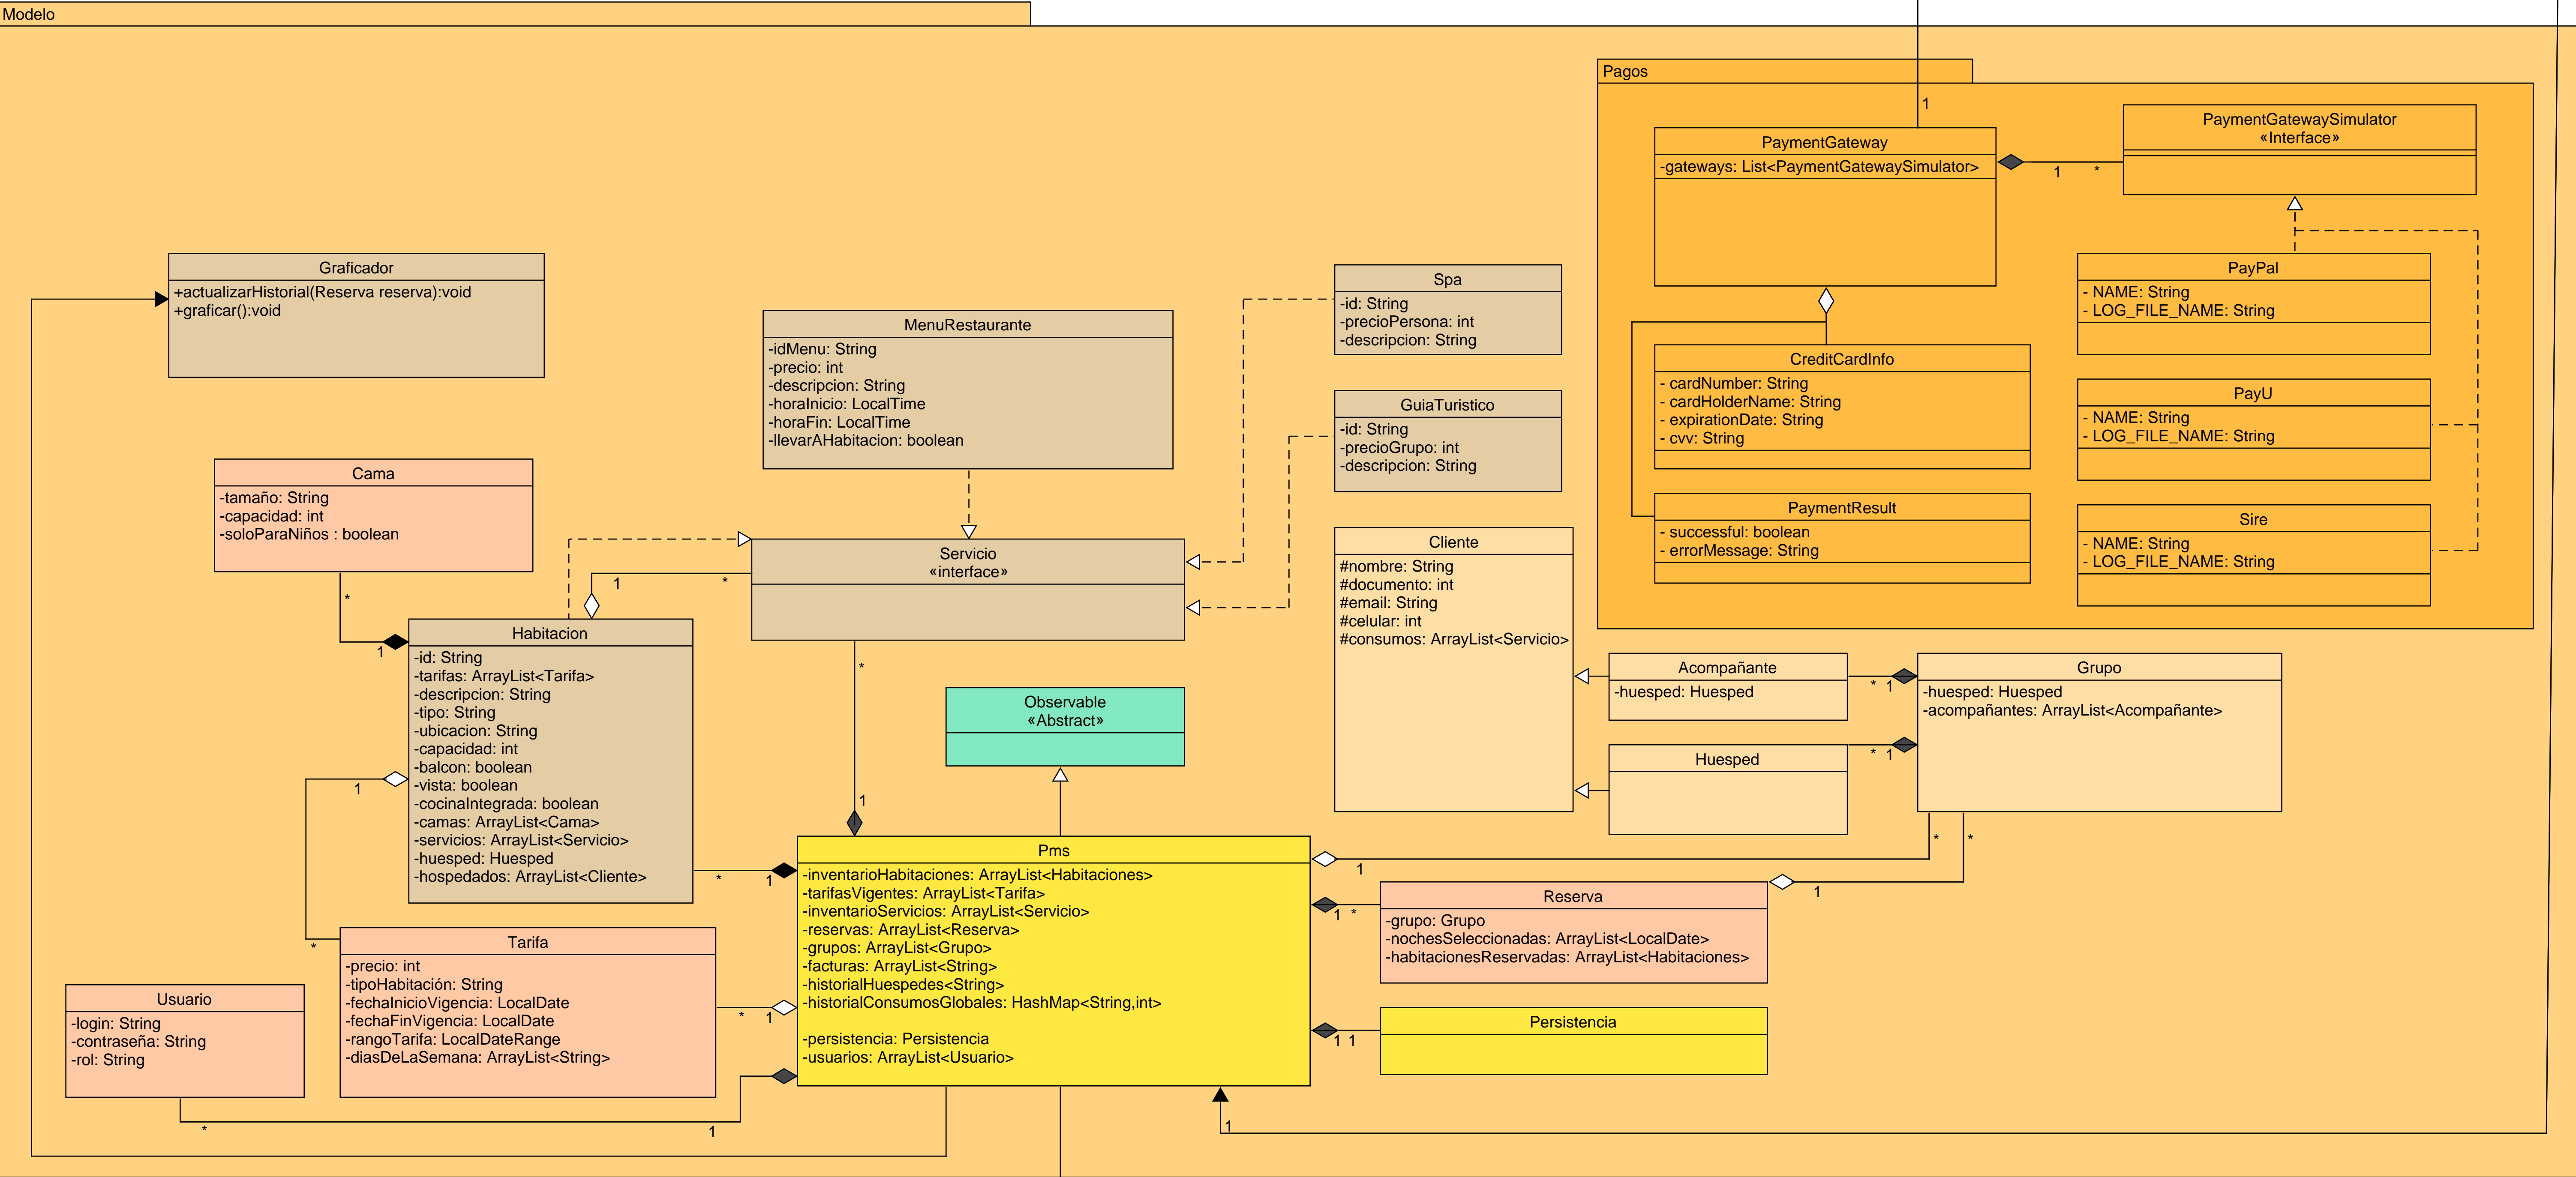 Modelo
Pagos
1
PaymentGateway
-gateways: List<PaymentGatewaySimulator>
1
*
PaymentGatewaySimulator
«Interface»
PayPal
- NAME: String
- LOG_FILE_NAME: String
PayU
- NAME: String
- LOG_FILE_NAME: String
Sire
- NAME: String
- LOG_FILE_NAME: String
CreditCardInfo
- cardNumber: String
- cardHolderName: String
- expirationDate: String
- cvv: String
PaymentResult
- successful: boolean
- errorMessage: String
Graficador
+actualizarHistorial(Reserva reserva):void
+graficar():void
MenuRestaurante
-idMenu: String
-precio: int
-descripcion: String
-horaInicio: LocalTime
-horaFin: LocalTime
-llevarAHabitacion: boolean
Spa
-id: String
-precioPersona: int
-descripcion: String
GuiaTuristico
-id: String
-precioGrupo: int
-descripcion: String
Cama
-tamaño: String
-capacidad: int
-soloParaNiños : boolean
*
1
Servicio
«interface»
1
*
*
1
Cliente
#nombre: String
#documento: int
#email: String
#celular: int
#consumos: ArrayList<Servicio>
Habitacion
-id: String
-tarifas: ArrayList<Tarifa>
-descripcion: String
-tipo: String
-ubicacion: String
-capacidad: int
-balcon: boolean
-vista: boolean
-cocinaIntegrada: boolean
-camas: ArrayList<Cama>
-servicios: ArrayList<Servicio>
-huesped: Huesped
-hospedados: ArrayList<Cliente>
1
*
* 1
Observable
«Abstract»
Acompañante
-huesped: Huesped
* 1
Huesped
* 1
Grupo
-huesped: Huesped
-acompañantes: ArrayList<Acompañante>
*
*
1
1
Pms
-inventarioHabitaciones: ArrayList<Habitaciones>
-tarifasVigentes: ArrayList<Tarifa>
-inventarioServicios: ArrayList<Servicio>
-reservas: ArrayList<Reserva>
-grupos: ArrayList<Grupo>
-facturas: ArrayList<String>
-historialHuespedes<String>
-historialConsumosGlobales: HashMap<String,int>
-persistencia: Persistencia
-usuarios: ArrayList<Usuario>
1 *
Reserva
-grupo: Grupo
-nochesSeleccionadas: ArrayList<LocalDate>
-habitacionesReservadas: ArrayList<Habitaciones>
1 1
Persistencia
Tarifa
-precio: int
-tipoHabitación: String
-fechaInicioVigencia: LocalDate
-fechaFinVigencia: LocalDate
-rangoTarifa: LocalDateRange
-diasDeLaSemana: ArrayList<String>
* 1
Usuario
-login: String
-contraseña: String
-rol: String
*
1
1